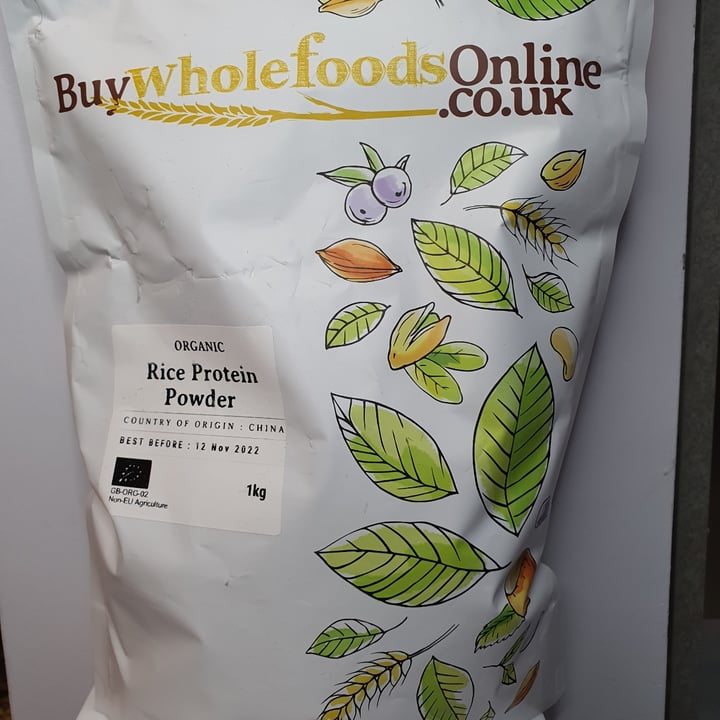 BuywholefoodsOnline
.CO.UK
ORGANIC
Rice Protein
Powder
COUNTRY OF ORIGIN : CHINA
BEST BEFORE : 12 Nov 2022
GB-ORG-02
1kg
Non-EU Agriculture